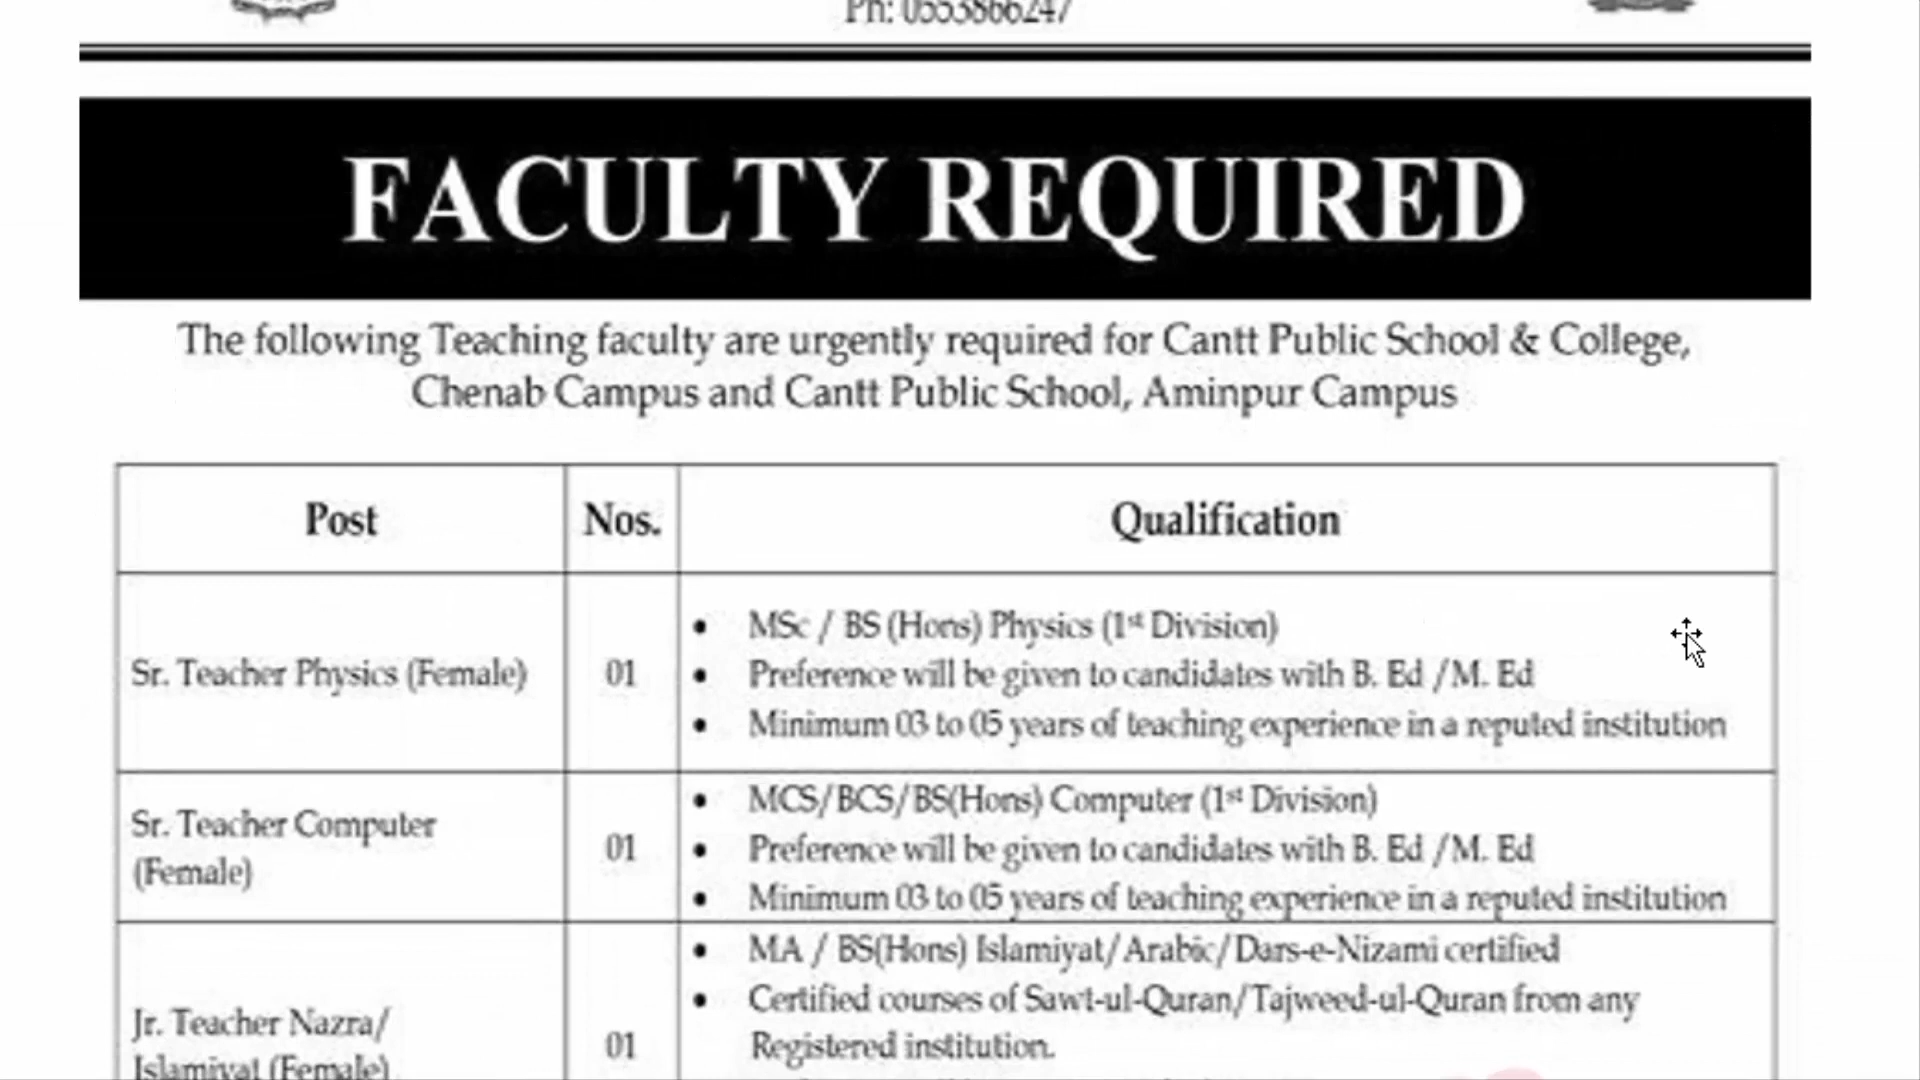 Ph: 0553866247
FACULTY REQUIRED
The following Teaching faculty are urgently required for Cantt Public School & College,
Chenab Campus and Cantt Public School, Aminpur Campus
Post Nos. Qualification
Sr. Teacher Physics (Female) 01
• MSc / BS (Hons) Physics (1st Division)
• Preference will be given to candidates with B. Ed /M. Ed
• Minimum 03 to 05 years of teaching experience in a reputed institution
Sr. Teacher Computer
(Female)
01
• MCS/BCS/BS(Hons) Computer (1st Division)
• Preference will be given to candidates with B. Ed /M. Ed
• Minimum 03 to 05 years of teaching experience in a reputed institution
Jr. Teacher Nazra/
Islamiyat (Female)
01
• MA / BS(Hons) Islamiyat/Arabic/Dars-e-Nizami certified
• Certified courses of Sawt-ul-Quran/Tajweed-ul-Quran from any
Registered institution.